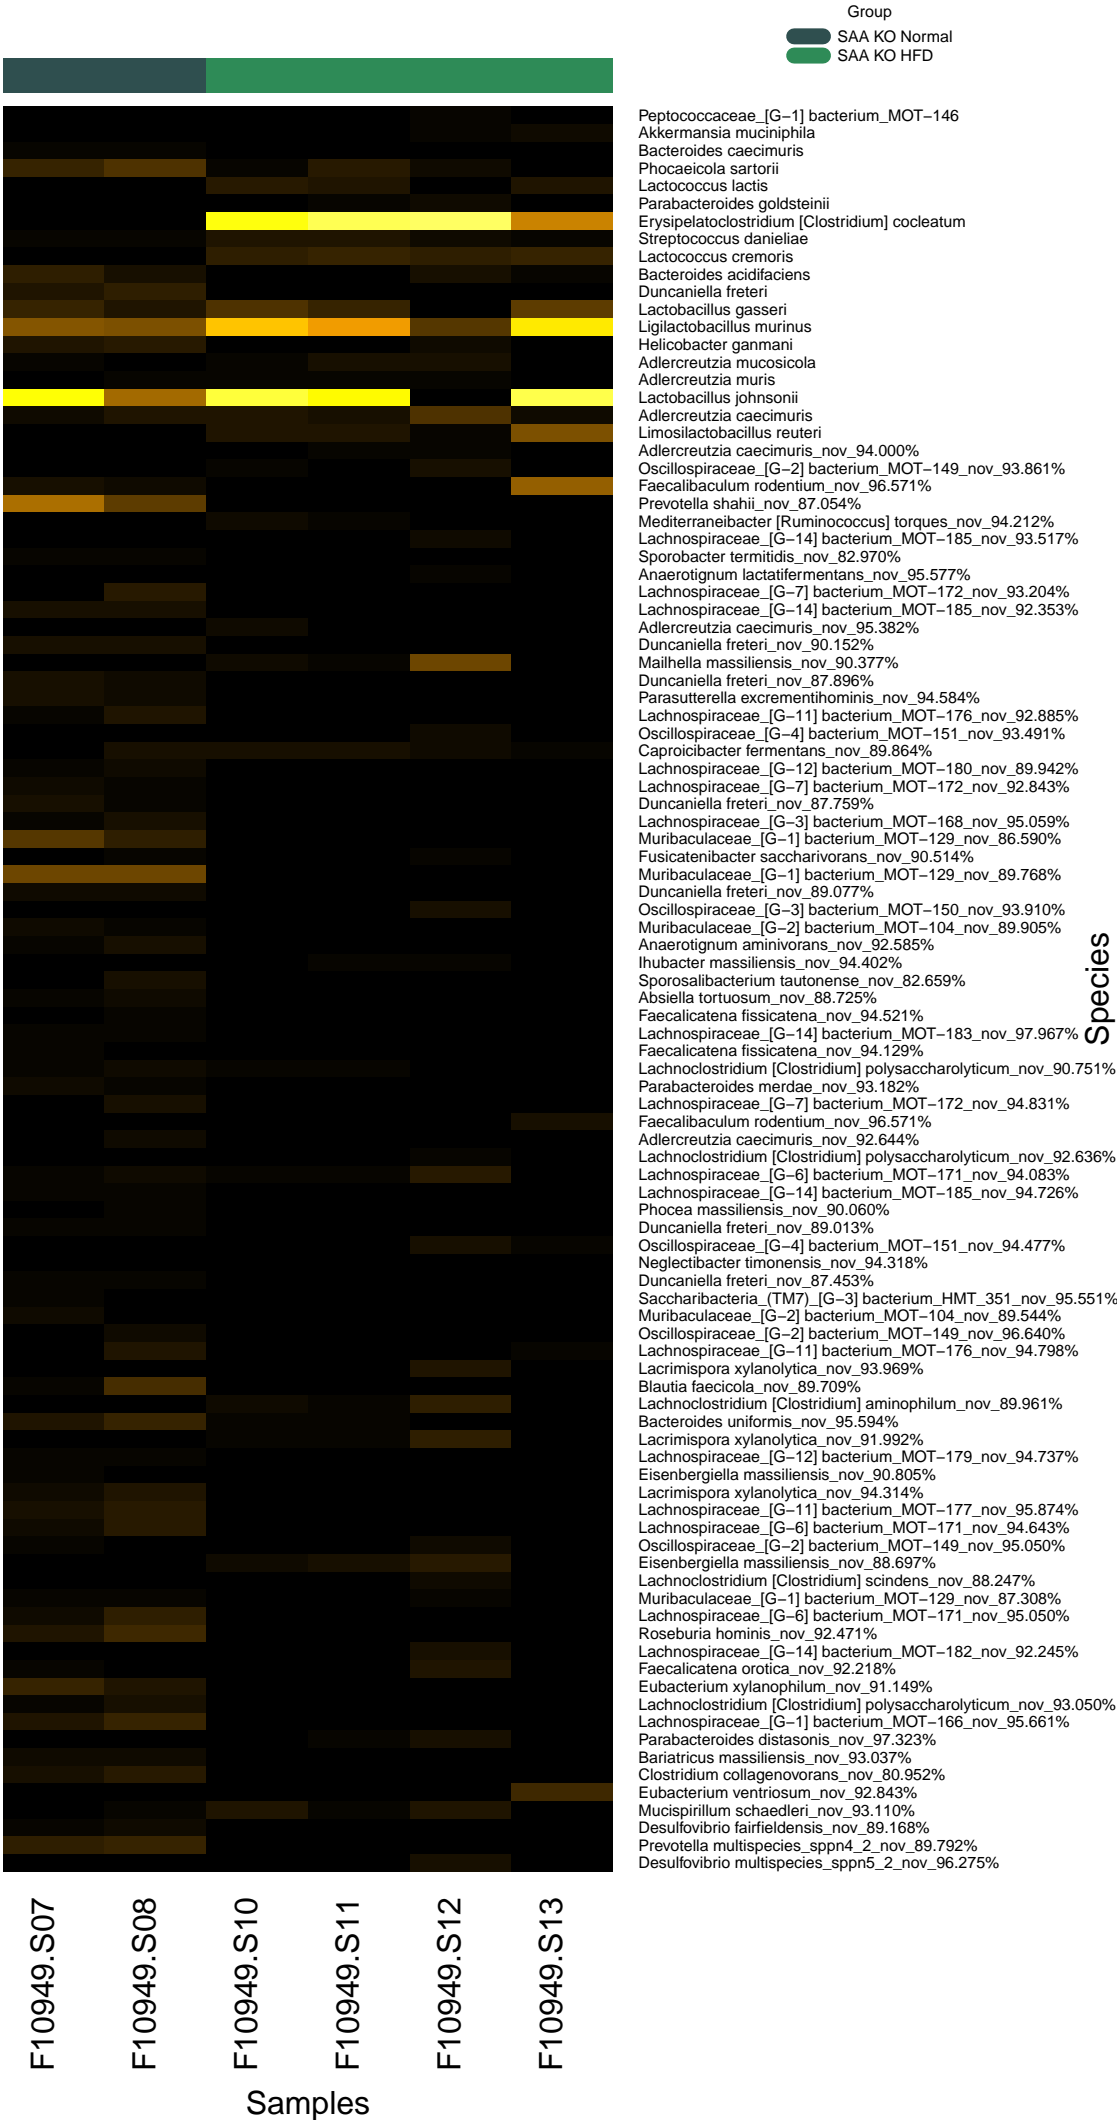 Group
SAA KO Normal
SAA KO HFD
Peptococcaceae_[G−1] bacterium_MOT−146
Akkermansia muciniphila
Bacteroides caecimuris
Phocaeicola sartorii
Lactococcus lactis
Parabacteroides goldsteinii
Erysipelatoclostridium [Clostridium] cocleatum
Streptococcus danieliae
Lactococcus cremoris
Bacteroides acidifaciens
Duncaniella freteri
Lactobacillus gasseri
Ligilactobacillus murinus
Helicobacter ganmani
Adlercreutzia mucosicola
Adlercreutzia muris
Lactobacillus johnsonii
Adlercreutzia caecimuris
Limosilactobacillus reuteri
Adlercreutzia caecimuris_nov_94.000%
Oscillospiraceae_[G−2] bacterium_MOT−149_nov_93.861%
Faecalibaculum rodentium_nov_96.571%
Prevotella shahii_nov_87.054%
Mediterraneibacter [Ruminococcus] torques_nov_94.212%
Lachnospiraceae_[G−14] bacterium_MOT−185_nov_93.517%
Sporobacter termitidis_nov_82.970%
Anaerotignum lactatifermentans_nov_95.577%
Lachnospiraceae_[G−7] bacterium_MOT−172_nov_93.204%
Lachnospiraceae_[G−14] bacterium_MOT−185_nov_92.353%
Adlercreutzia caecimuris_nov_95.382%
Duncaniella freteri_nov_90.152%
Mailhella massiliensis_nov_90.377%
Duncaniella freteri_nov_87.896%
Parasutterella excrementihominis_nov_94.584%
Lachnospiraceae_[G−11] bacterium_MOT−176_nov_92.885%
Oscillospiraceae_[G−4] bacterium_MOT−151_nov_93.491%
Caproicibacter fermentans_nov_89.864%
Lachnospiraceae_[G−12] bacterium_MOT−180_nov_89.942%
Lachnospiraceae_[G−7] bacterium_MOT−172_nov_92.843%
Duncaniella freteri_nov_87.759%
Lachnospiraceae_[G−3] bacterium_MOT−168_nov_95.059%
Muribaculaceae_[G−1] bacterium_MOT−129_nov_86.590%
Fusicatenibacter saccharivorans_nov_90.514%
Muribaculaceae_[G−1] bacterium_MOT−129_nov_89.768%
Duncaniella freteri_nov_89.077%
Oscillospiraceae_[G−3] bacterium_MOT−150_nov_93.910%
Muribaculaceae_[G−2] bacterium_MOT−104_nov_89.905%
Anaerotignum aminivorans_nov_92.585%
Ihubacter massiliensis_nov_94.402%
Sporosalibacterium tautonense_nov_82.659%
Absiella tortuosum_nov_88.725%
Faecalicatena fissicatena_nov_94.521%
Lachnospiraceae_[G−14] bacterium_MOT−183_nov_97.967%
Faecalicatena fissicatena_nov_94.129%
Lachnoclostridium [Clostridium] polysaccharolyticum_nov_90.751%
Parabacteroides merdae_nov_93.182%
Lachnospiraceae_[G−7] bacterium_MOT−172_nov_94.831%
Faecalibaculum rodentium_nov_96.571%
Adlercreutzia caecimuris_nov_92.644%
Lachnoclostridium [Clostridium] polysaccharolyticum_nov_92.636%
Lachnospiraceae_[G−6] bacterium_MOT−171_nov_94.083%
Lachnospiraceae_[G−14] bacterium_MOT−185_nov_94.726%
Phocea massiliensis_nov_90.060%
Duncaniella freteri_nov_89.013%
Oscillospiraceae_[G−4] bacterium_MOT−151_nov_94.477%
Neglectibacter timonensis_nov_94.318%
Duncaniella freteri_nov_87.453%
Saccharibacteria_(TM7)_[G−3] bacterium_HMT_351_nov_95.551%
Muribaculaceae_[G−2] bacterium_MOT−104_nov_89.544%
Oscillospiraceae_[G−2] bacterium_MOT−149_nov_96.640%
Lachnospiraceae_[G−11] bacterium_MOT−176_nov_94.798%
Lacrimispora xylanolytica_nov_93.969%
Blautia faecicola_nov_89.709%
Lachnoclostridium [Clostridium] aminophilum_nov_89.961%
Bacteroides uniformis_nov_95.594%
Lacrimispora xylanolytica_nov_91.992%
Lachnospiraceae_[G−12] bacterium_MOT−179_nov_94.737%
Eisenbergiella massiliensis_nov_90.805%
Lacrimispora xylanolytica_nov_94.314%
Lachnospiraceae_[G−11] bacterium_MOT−177_nov_95.874%
Lachnospiraceae_[G−6] bacterium_MOT−171_nov_94.643%
Oscillospiraceae_[G−2] bacterium_MOT−149_nov_95.050%
Eisenbergiella massiliensis_nov_88.697%
Lachnoclostridium [Clostridium] scindens_nov_88.247%
Muribaculaceae_[G−1] bacterium_MOT−129_nov_87.308%
Lachnospiraceae_[G−6] bacterium_MOT−171_nov_95.050%
Roseburia hominis_nov_92.471%
Lachnospiraceae_[G−14] bacterium_MOT−182_nov_92.245%
Faecalicatena orotica_nov_92.218%
Eubacterium xylanophilum_nov_91.149%
Lachnoclostridium [Clostridium] polysaccharolyticum_nov_93.050%
Lachnospiraceae_[G−1] bacterium_MOT−166_nov_95.661%
Parabacteroides distasonis_nov_97.323%
Bariatricus massiliensis_nov_93.037%
Clostridium collagenovorans_nov_80.952%
Eubacterium ventriosum_nov_92.843%
Mucispirillum schaedleri_nov_93.110%
Desulfovibrio fairfieldensis_nov_89.168%
Prevotella multispecies_sppn4_2_nov_89.792%
Desulfovibrio multispecies_sppn5_2_nov_96.275%
Species
F10949.S07
F10949.S08
F10949.S10
F10949.S11
F10949.S12
F10949.S13
Samples